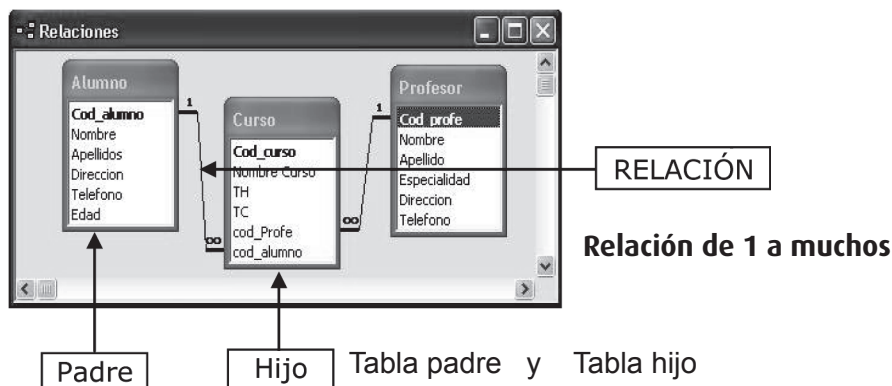 Relaciones
Alumno
Cod_alumno
Nombre
Apellidos
Direccion
Telefono
Edad
1
∞
Curso
Cod_curso
Nombre Curso
TH
TC
cod_Profe
cod_alumno
1
∞
Profesor
Cod_profe
Nombre
Apellido
Especialidad
Direccion
Telefono
RELACIÓN
Relación de 1 a muchos
Padre
Hijo
Tabla padre y Tabla hijo